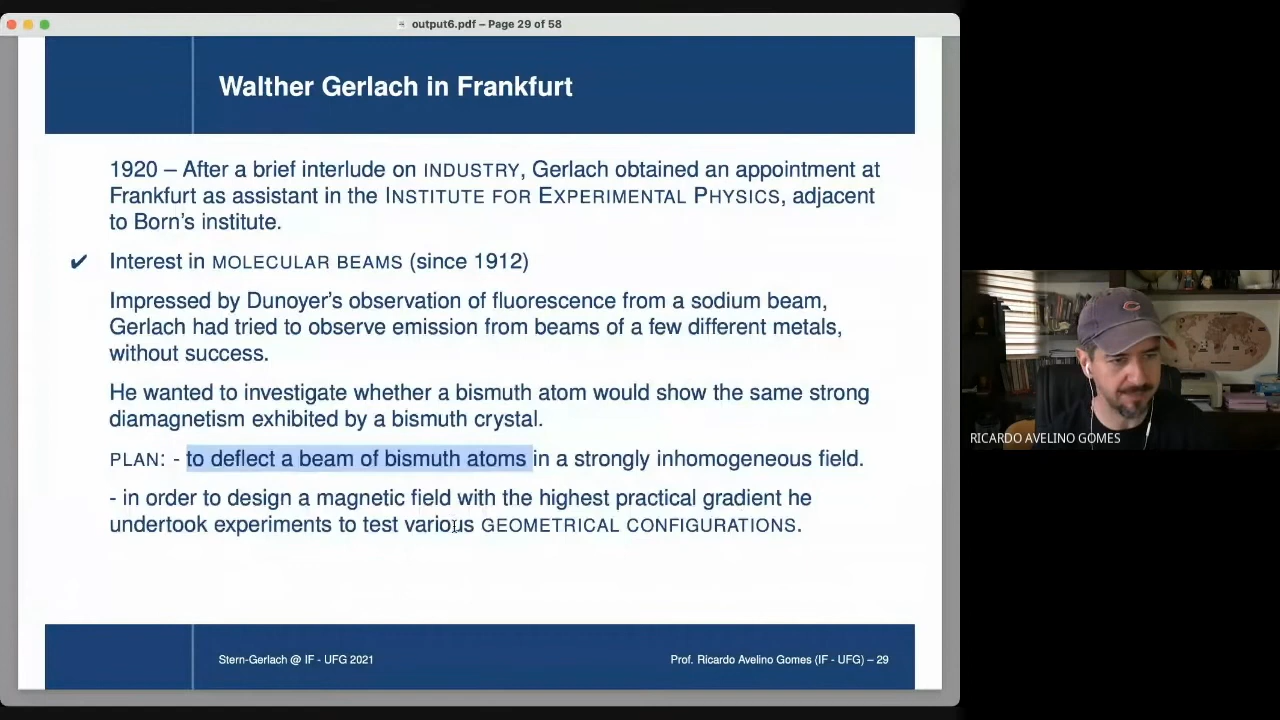 output6.pdf – Page 29 of 58
Walther Gerlach in Frankfurt
1920 – After a brief interlude on INDUSTRY, Gerlach obtained an appointment at
Frankfurt as assistant in the INSTITUTE FOR EXPERIMENTAL PHYSICS, adjacent
to Born's institute.
✔ Interest in MOLECULAR BEAMS (since 1912)
Impressed by Dunoyer's observation of fluorescence from a sodium beam,
Gerlach had tried to observe emission from beams of a few different metals,
without success.
He wanted to investigate whether a bismuth atom would show the same strong
diamagnetism exhibited by a bismuth crystal.
PLAN: - to deflect a beam of bismuth atoms in a strongly inhomogeneous field.
- in order to design a magnetic field with the highest practical gradient he
undertook experiments to test various GEOMETRICAL CONFIGURATIONS.
Stern-Gerlach @ IF - UFG 2021
Prof. Ricardo Avelino Gomes (IF - UFG) – 29
RICARDO AVELINO GOMES